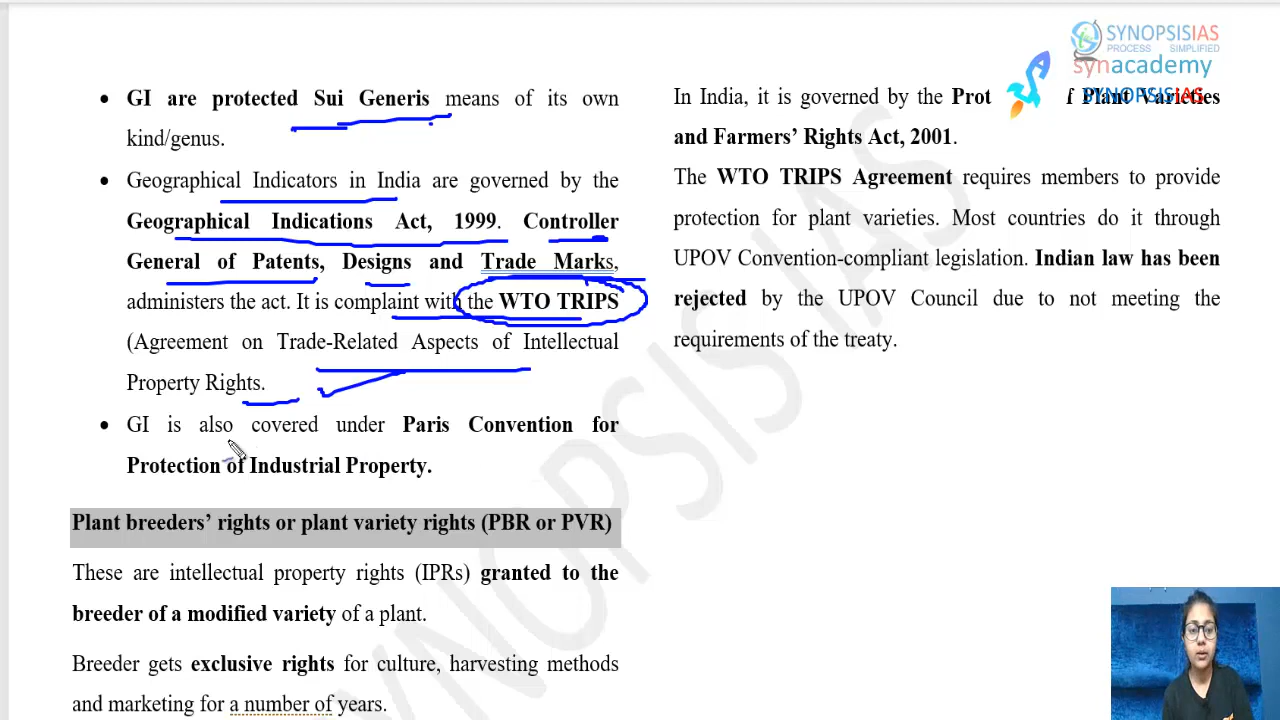 SYNOPSISIAS
PROCESS SIMPLIFIED
synacademy
SYNOPSISIAS
• GI are protected Sui Generis means of its own
kind/genus.
• Geographical Indicators in India are governed by the
Geographical Indications Act, 1999. Controller
General of Patents, Designs and Trade Marks,
administers the act. It is complaint with the WTO TRIPS
(Agreement on Trade-Related Aspects of Intellectual
Property Rights.
• GI is also covered under Paris Convention for
Protection of Industrial Property.
Plant breeders’ rights or plant variety rights (PBR or PVR)
These are intellectual property rights (IPRs) granted to the
breeder of a modified variety of a plant.
Breeder gets exclusive rights for culture, harvesting methods
and marketing for a number of years.
In India, it is governed by the Prot f Plant Varieties
and Farmers’ Rights Act, 2001.
The WTO TRIPS Agreement requires members to provide
protection for plant varieties. Most countries do it through
UPOV Convention-compliant legislation. Indian law has been
rejected by the UPOV Council due to not meeting the
requirements of the treaty.
SYNOPSIS IAS